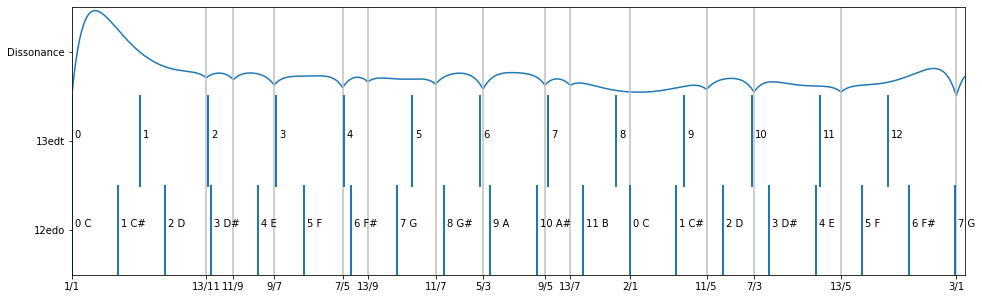 Dissonance
13edt
0 1 2 3 4 5 6 7 8 9 10 11 12
12edo
0 C 1 C# 2 D 3 D# 4 E 5 F 6 F# 7 G 8 G# 9 A 10 A# 11 B 0 C 1 C# 2 D 3 D# 4 E 5 F 6 F# 7 G
1/1 13/11 11/9 9/7 7/5 13/9 11/7 5/3 9/5 13/7 2/1 11/5 7/3 13/5 3/1